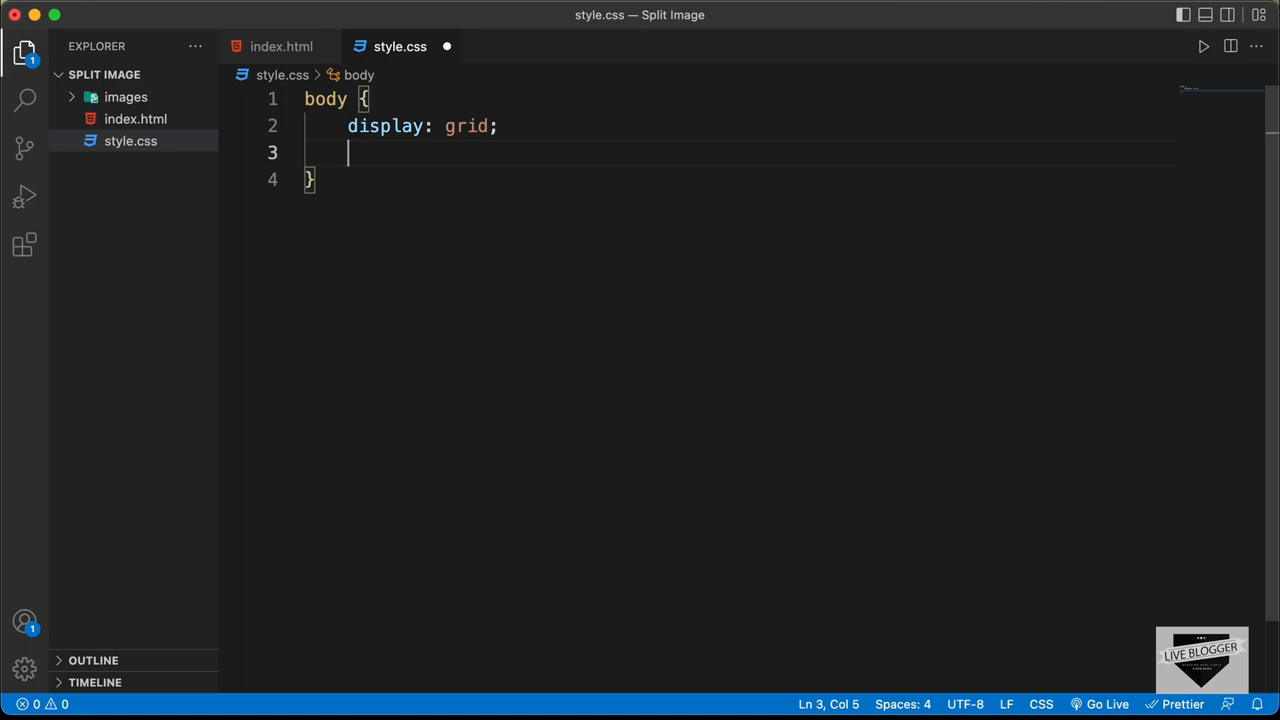 style.css — Split Image
EXPLORER
index.html
style.css
SPLIT IMAGE
images
index.html
style.css
style.css > body
1 body {
2 display: grid;
3
4 }
OUTLINE
TIMELINE
1
1
LIVE BLOGGER
0 0
Ln 3, Col 5
Spaces: 4
UTF-8
LF
CSS
Go Live
Prettier